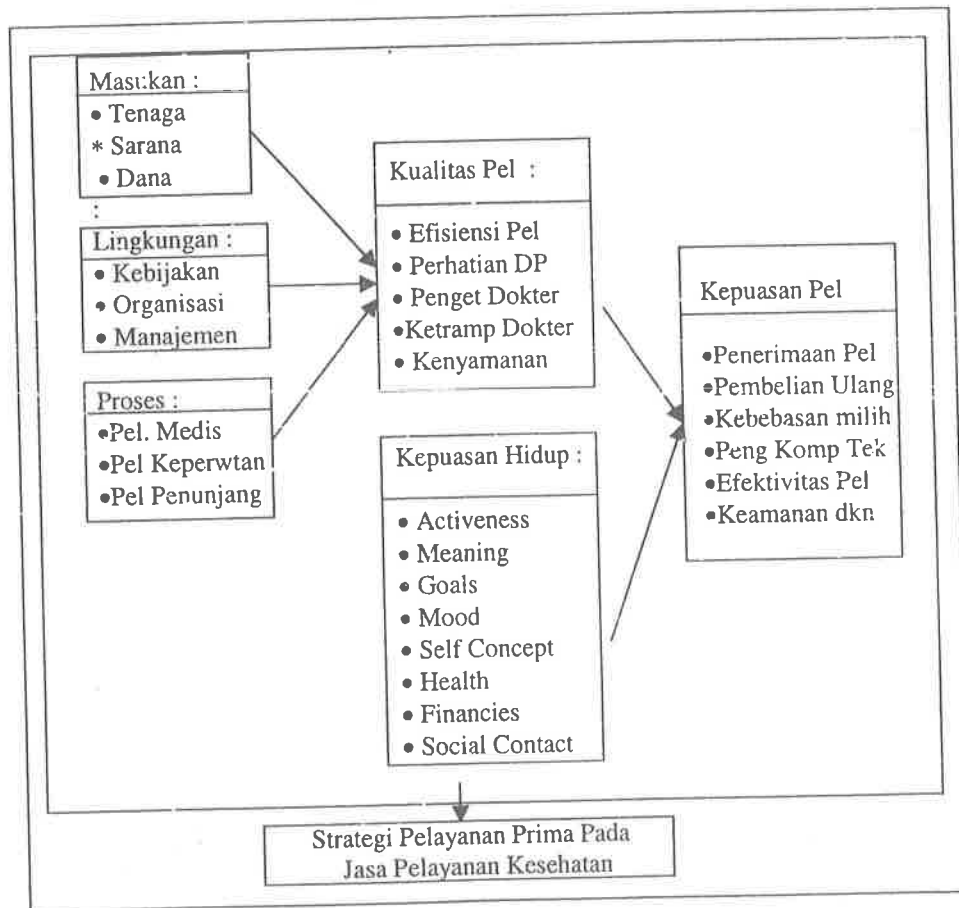 Masukan :
• Tenaga
* Sarana
• Dana
:
Lingkungan :
• Kebijakan
• Organisasi
• Manajemen
Proses :
•Pel. Medis
•Pel Keperwtan
•Pel Penunjang
Kualitas Pel :
• Efisiensi Pel
• Perhatian DP
• Penget Dokter
•Ketramp Dokter
• Kenyamanan
Kepuasan Hidup :
• Activeness
• Meaning
• Goals
• Mood
• Self Concept
• Health
• Financies
• Social Contact
Kepuasan Pel
•Penerimaan Pel
•Pembelian Ulang
•Kebebasan milih
•Peng Komp Tek
•Efektivitas Pel
•Keamanan dkn
Strategi Pelayanan Prima Pada
Jasa Pelayanan Kesehatan